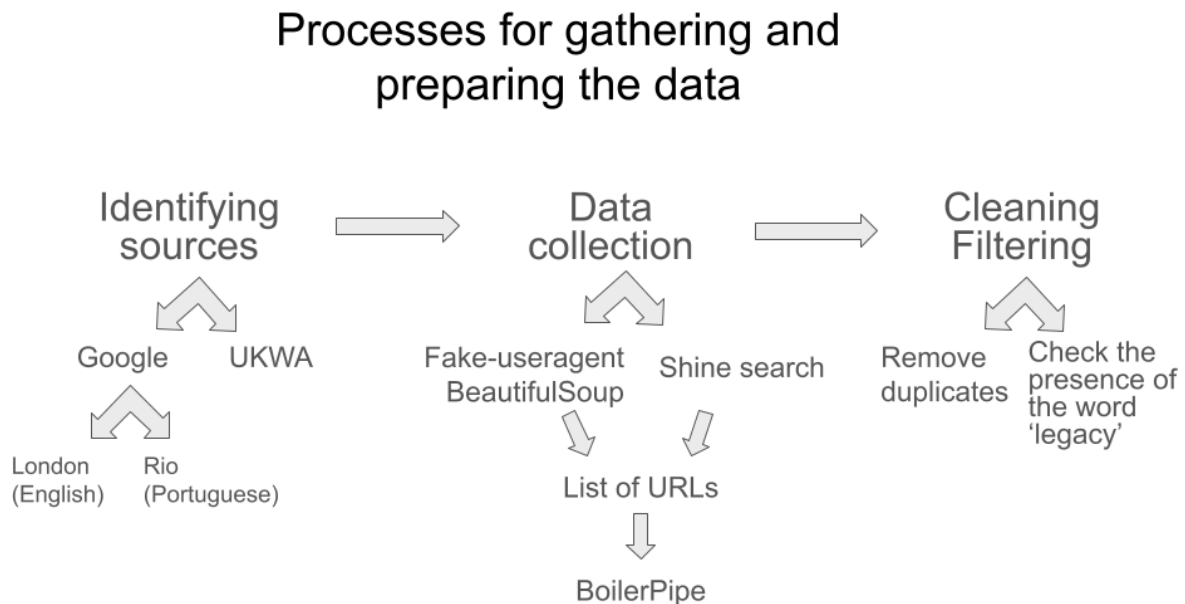 Processes for gathering and
preparing the data
Identifying
sources
Data
collection
Cleaning
Filtering
Google
UKWA
Fake-useragent
BeautifulSoup
Shine search
Remove
duplicates
Check the
presence of
the word
‘legacy’
London
(English)
Rio
(Portuguese)
List of URLs
BoilerPipe